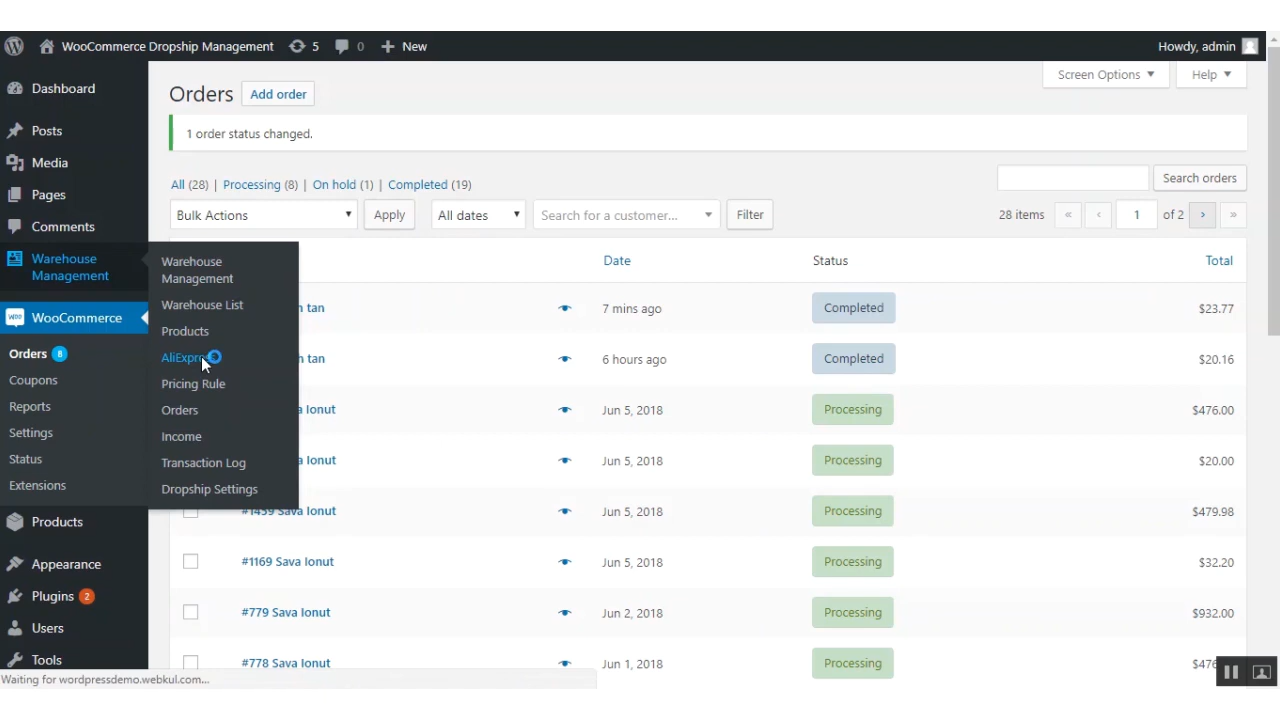 WooCommerce Dropship Management 5 0 New Howdy, admin
Screen Options Help
Dashboard
Posts
Media
Pages
Comments
Warehouse
Management
WooCommerce
Orders 8
Coupons
Reports
Settings
Status
Extensions
Products
Appearance
Plugins 2
Users
Tools
Warehouse
Management
Warehouse List
Products
Pricing Rule
Orders
Income
Transaction Log
Dropship Settings
Orders Add order
1 order status changed.
All (28) | Processing (8) | On hold (1) | Completed (19)
Search orders
Bulk Actions Apply All dates Search for a customer... Filter 28 items « ‹ 1 of 2 › »
Date Status Total
tan 7 mins ago Completed $23.77
tan 6 hours ago Completed $20.16
Ionut Jun 5, 2018 Processing $476.00
Ionut Jun 5, 2018 Processing $20.00
#1459 Sava Ionut Jun 5, 2018 Processing $479.98
#1169 Sava Ionut Jun 5, 2018 Processing $32.20
#779 Sava Ionut Jun 2, 2018 Processing $932.00
#778 Sava Ionut Jun 1, 2018 Processing
Waiting for wordpressdemo.webkul.com...